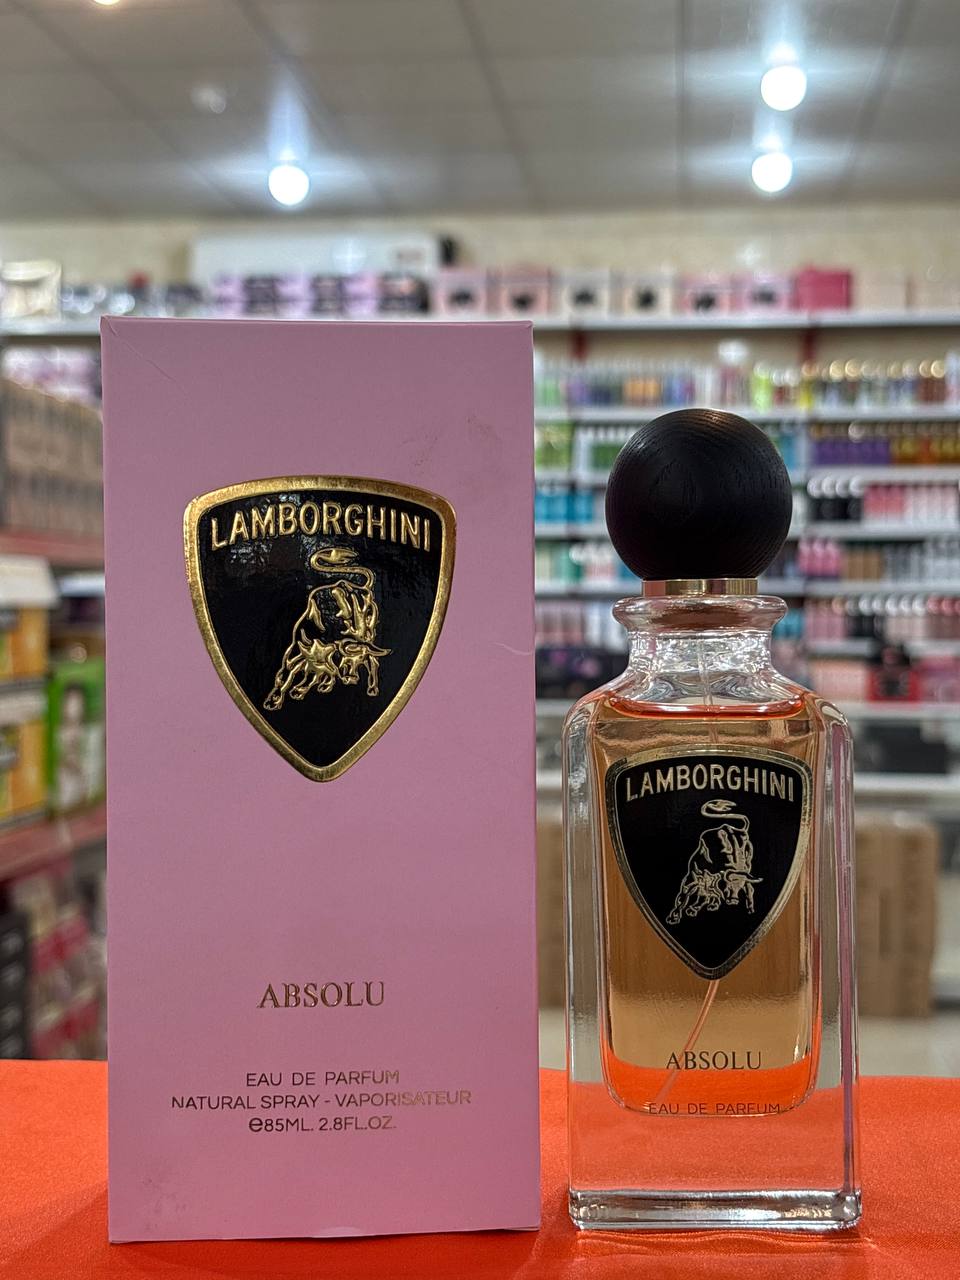 LAMBORGHINI
ABSOLU
EAU DE PARFUM
NATURAL SPRAY - VAPORISATEUR
℮85ML. 2.8FL.OZ.
LAMBORGHINI
ABSOLU
EAU DE PARFUM